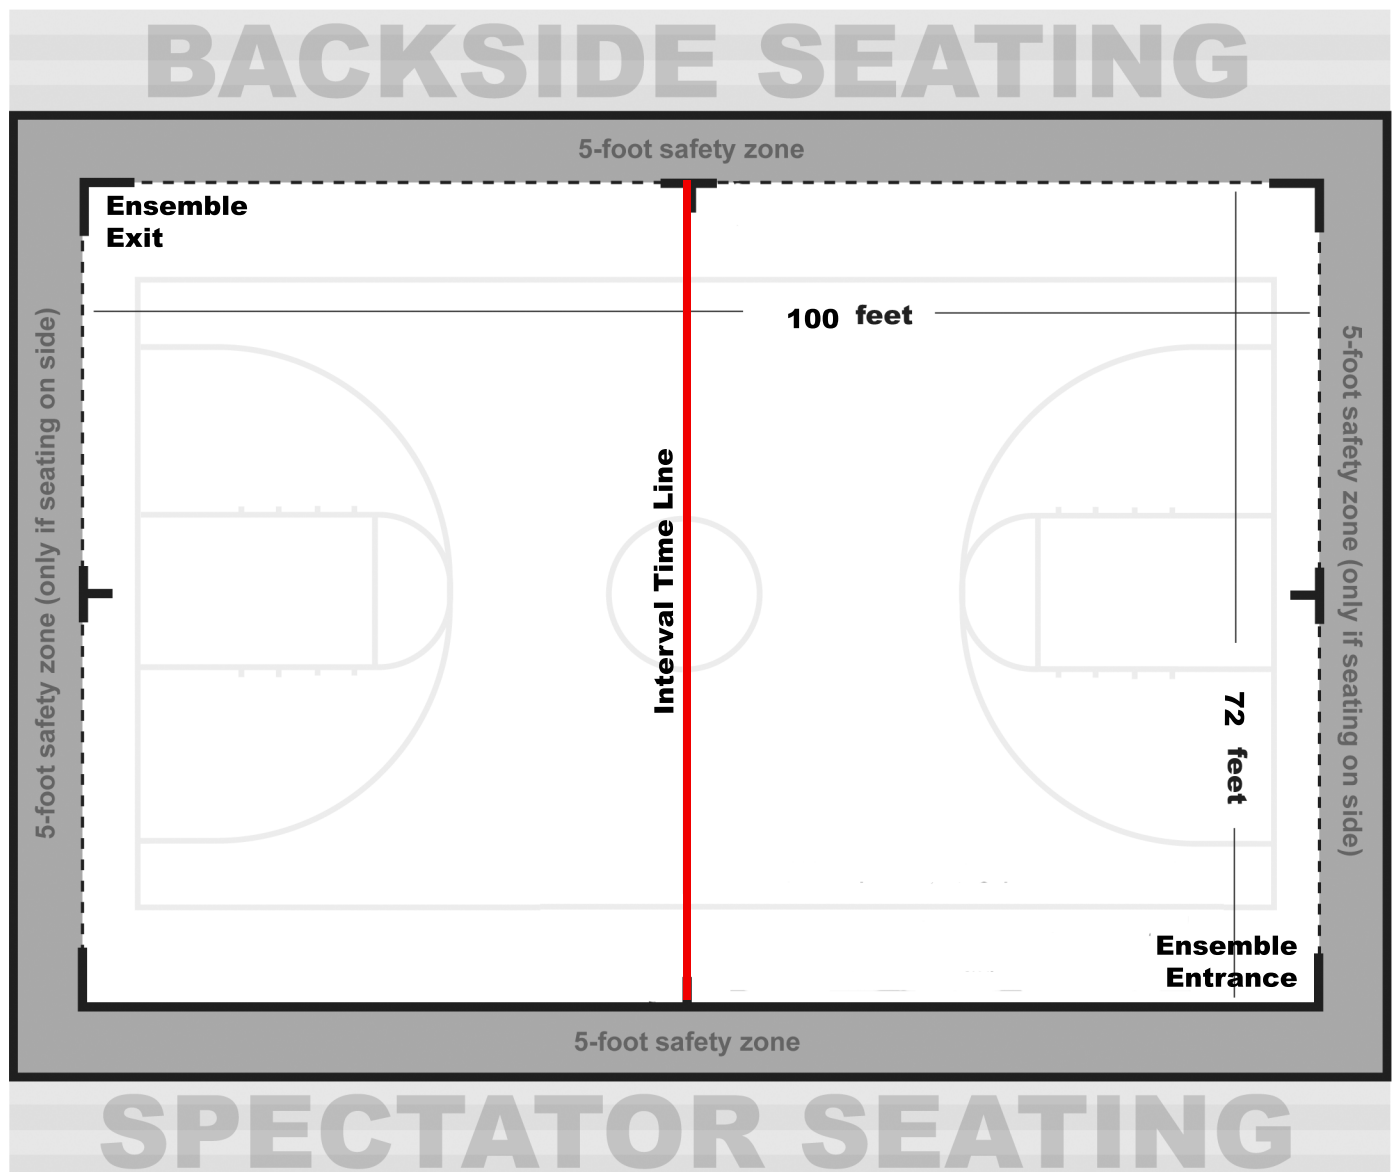 BACKSIDE SEATING
5-foot safety zone
Ensemble
Exit
100 feet
5-foot safety zone (only if seating on side)
Interval Time Line
5-foot safety zone (only if seating on side)
72 feet
Ensemble
Entrance
5-foot safety zone
SPECTATOR SEATING